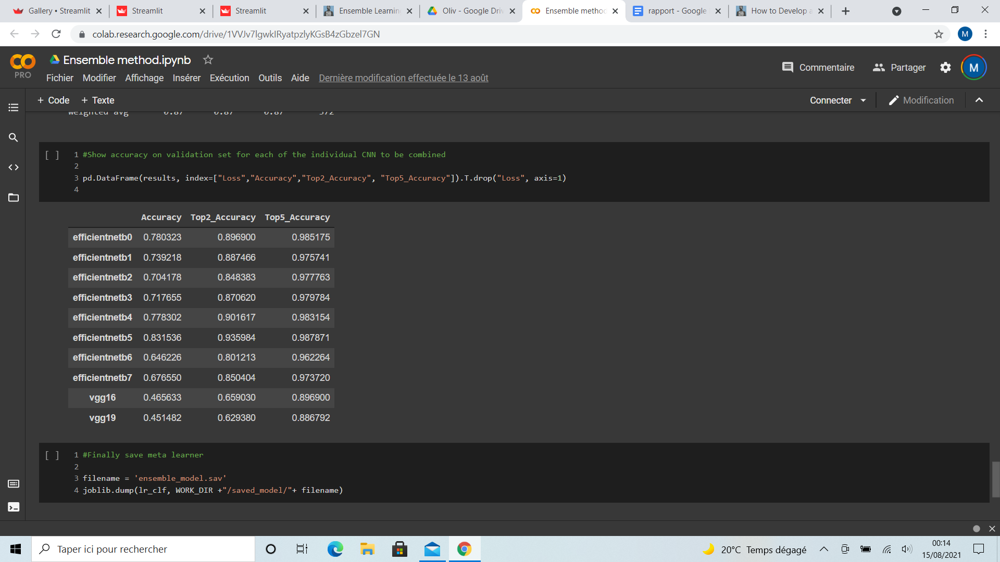 Gallery • Streamlit
Streamlit
Streamlit
Ensemble Learnin
Oliv - Google Driv
Ensemble method
rapport - Google
How to Develop a
colab.research.google.com/drive/1VVJv7lgwkIRyatpzlyKGsB4zGbzel7GN
M
PRO
Ensemble method.ipynb
Commentaire
Partager
M
Fichier Modifier Affichage Insérer Exécution Outils Aide Dernière modification effectuée le 13 août
+ Code + Texte
Connecter
Modification
weighted avg 0.87 0.87 0.87 572
[ ]
1 #Show accuracy on validation set for each of the individual CNN to be combined
2
3 pd.DataFrame(results, index=["Loss","Accuracy","Top2_Accuracy", "Top5_Accuracy"]).T.drop("Loss", axis=1)
4
Accuracy Top2_Accuracy Top5_Accuracy
efficientnetb0 0.780323 0.896900 0.985175
efficientnetb1 0.739218 0.887466 0.975741
efficientnetb2 0.704178 0.848383 0.977763
efficientnetb3 0.717655 0.870620 0.979784
efficientnetb4 0.778302 0.901617 0.983154
efficientnetb5 0.831536 0.935984 0.987871
efficientnetb6 0.646226 0.801213 0.962264
efficientnetb7 0.676550 0.850404 0.973720
vgg16 0.465633 0.659030 0.896900
vgg19 0.451482 0.629380 0.886792
[ ]
1 #Finally save meta learner
2
3 filename = 'ensemble_model.sav'
4 joblib.dump(lr_clf, WORK_DIR +"/saved_model/"+ filename)
Taper ici pour rechercher
20°C Temps dégagé
00:14
15/08/2021